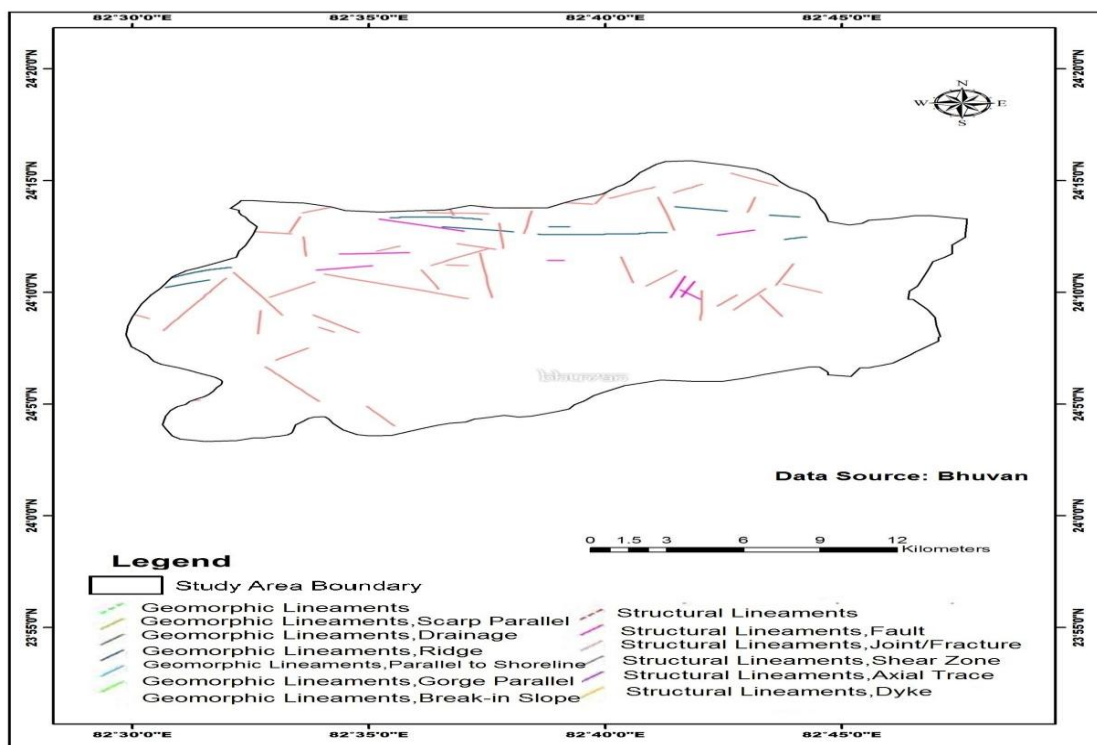 82°30'0"E 82°35'0"E 82°40'0"E 82°45'0"E
24°20'0"N 24°20'0"N
N
W E
S
24°15'0"N 24°15'0"N
24°10'0"N 24°10'0"N
bhuvan
24°5'0"N 24°5'0"N
Data Source: Bhuvan
24°0'0"N 24°0'0"N
0 1.5 3 6 9 12
Kilometers
Legend
Study Area Boundary
Geomorphic Lineaments
Geomorphic Lineaments,Scarp Parallel
Geomorphic Lineaments,Drainage
Geomorphic Lineaments,Ridge
Geomorphic Lineaments,Parallel to Shoreline
Geomorphic Lineaments,Gorge Parallel
Geomorphic Lineaments,Break-in Slope
Structural Lineaments
Structural Lineaments,Fault
Structural Lineaments,Joint/Fracture
Structural Lineaments,Shear Zone
Structural Lineaments,Axial Trace
Structural Lineaments,Dyke
23°55'0"N 23°55'0"N
82°30'0"E 82°35'0"E 82°40'0"E 82°45'0"E